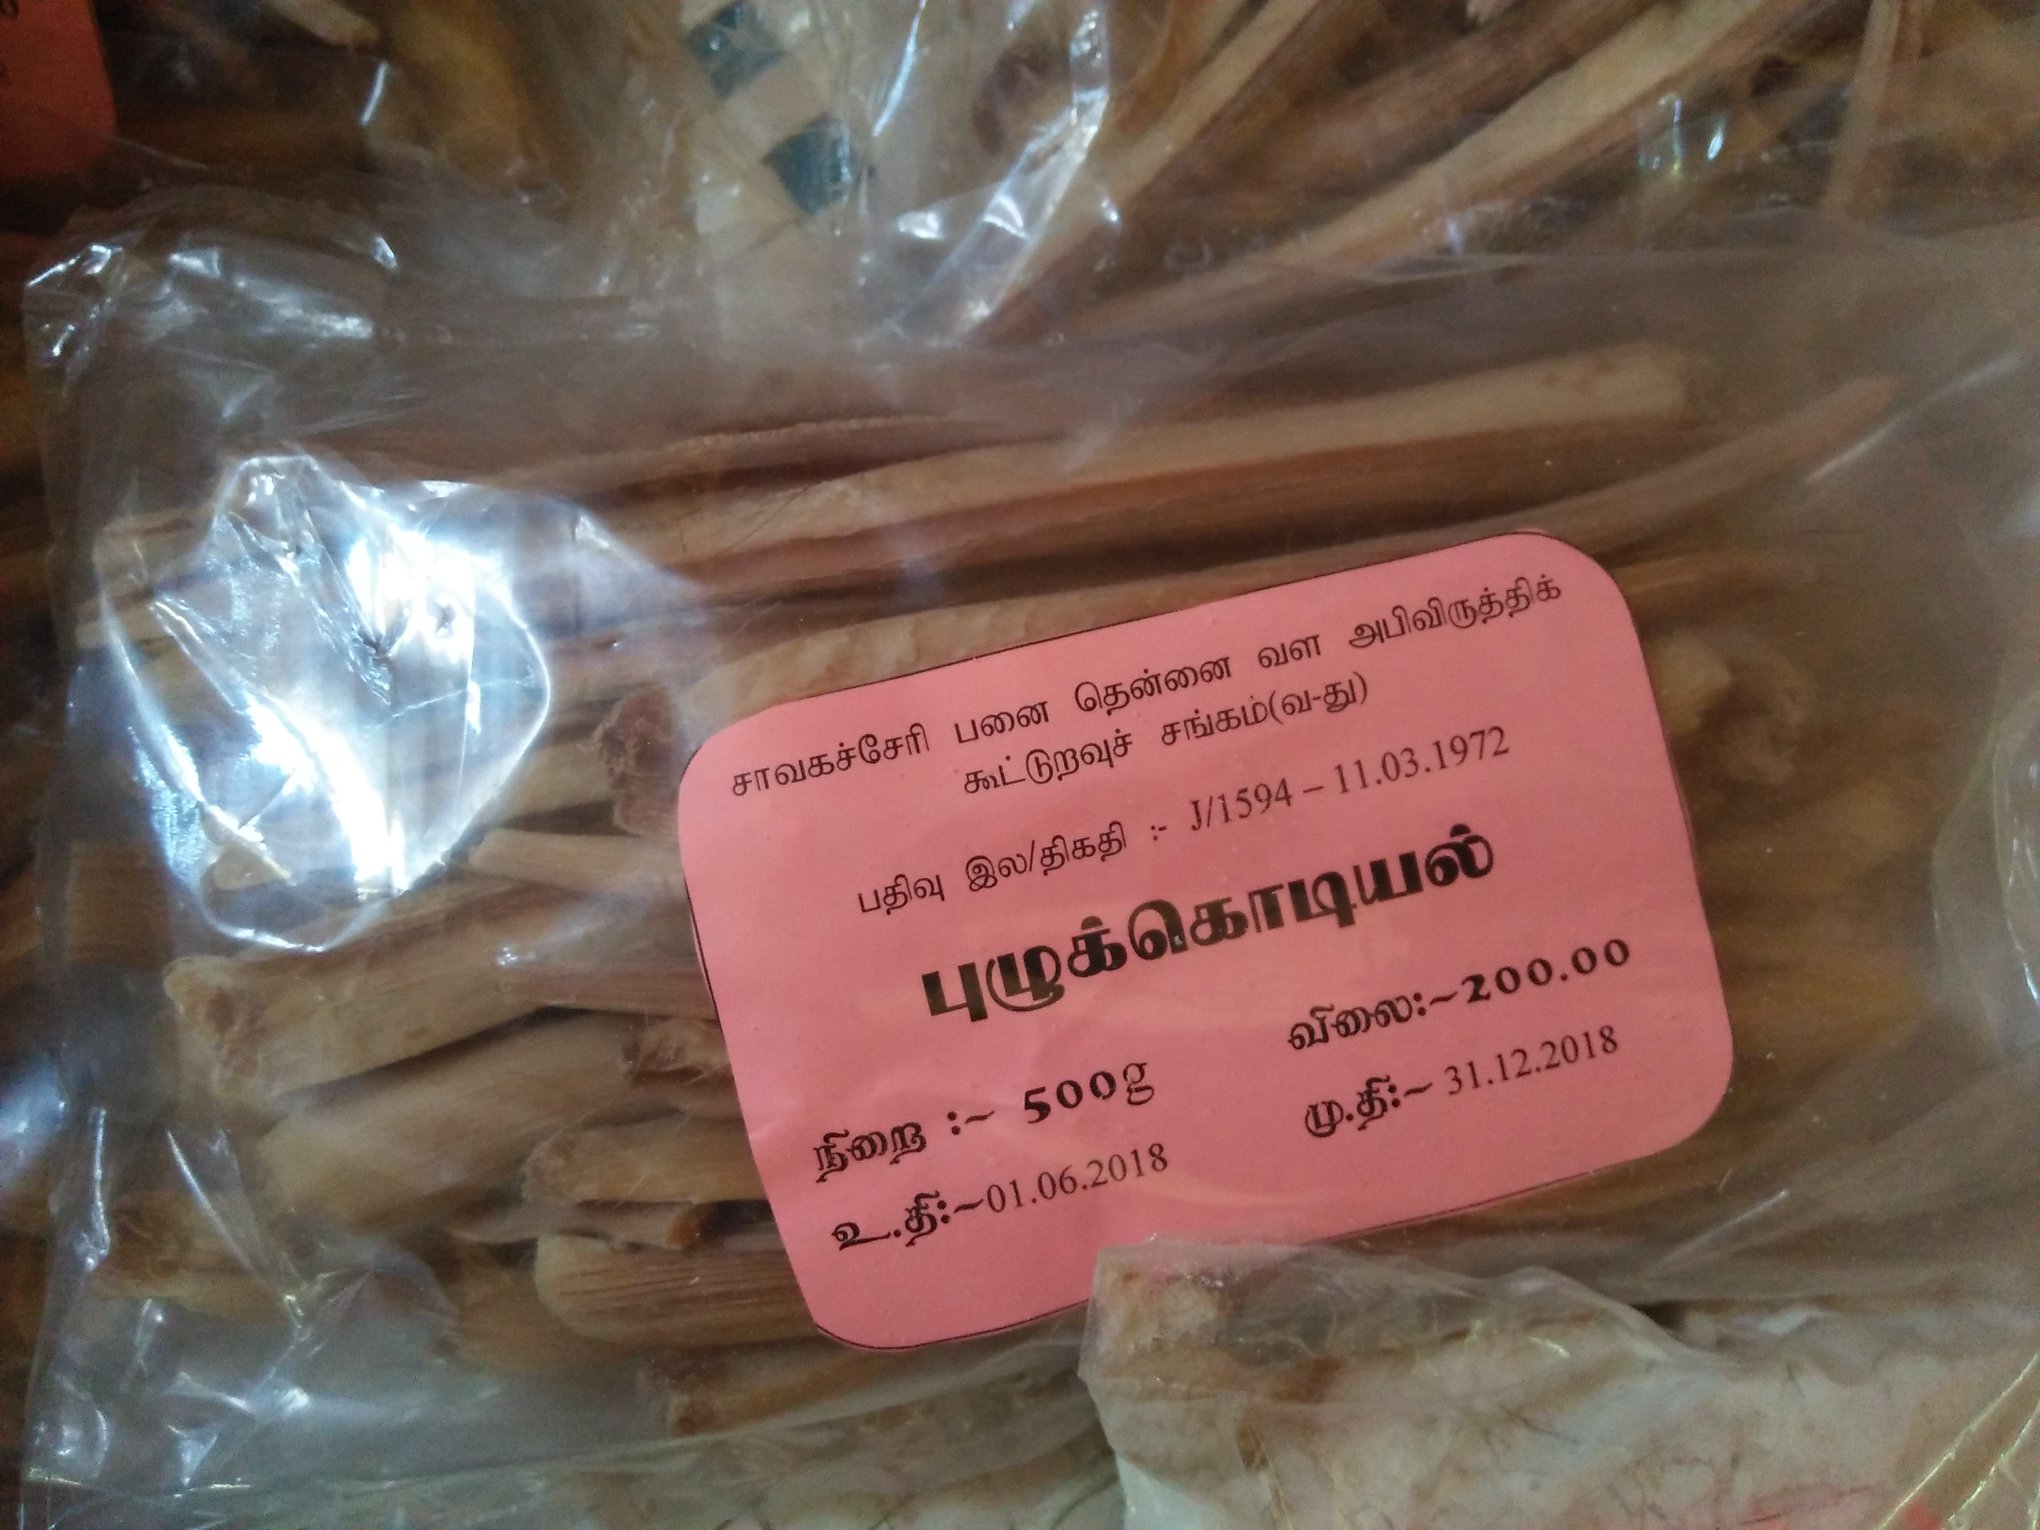 சாவகச்சேரி பனை தென்னை வள அபிவிருத்திக்
கூட்டுறவுச் சங்கம்(வ-து)
பதிவு இல/திகதி :- J/1594 – 11.03.1972
புழுக்கொடியல்
நிறை :~ 500g விலை:~200.00
உ.தி:~01.06.2018 மு.தி:~ 31.12.2018